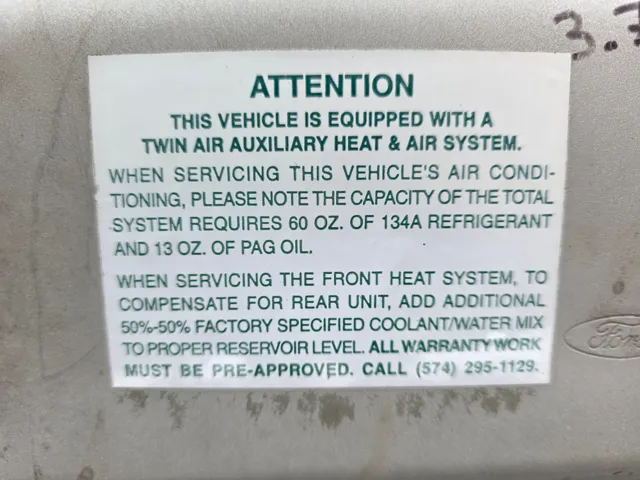 3.7
ATTENTION
THIS VEHICLE IS EQUIPPED WITH A
TWIN AIR AUXILIARY HEAT & AIR SYSTEM.
WHEN SERVICING THIS VEHICLE'S AIR CONDI-
TIONING, PLEASE NOTE THE CAPACITY OF THE TOTAL
SYSTEM REQUIRES 60 OZ. OF 134A REFRIGERANT
AND 13 OZ. OF PAG OIL.
WHEN SERVICING THE FRONT HEAT SYSTEM, TO
COMPENSATE FOR REAR UNIT, ADD ADDITIONAL
50%-50% FACTORY SPECIFIED COOLANT/WATER MIX
TO PROPER RESERVOIR LEVEL. ALL WARRANTY WORK
MUST BE PRE-APPROVED. CALL (574) 295-1129.
Ford